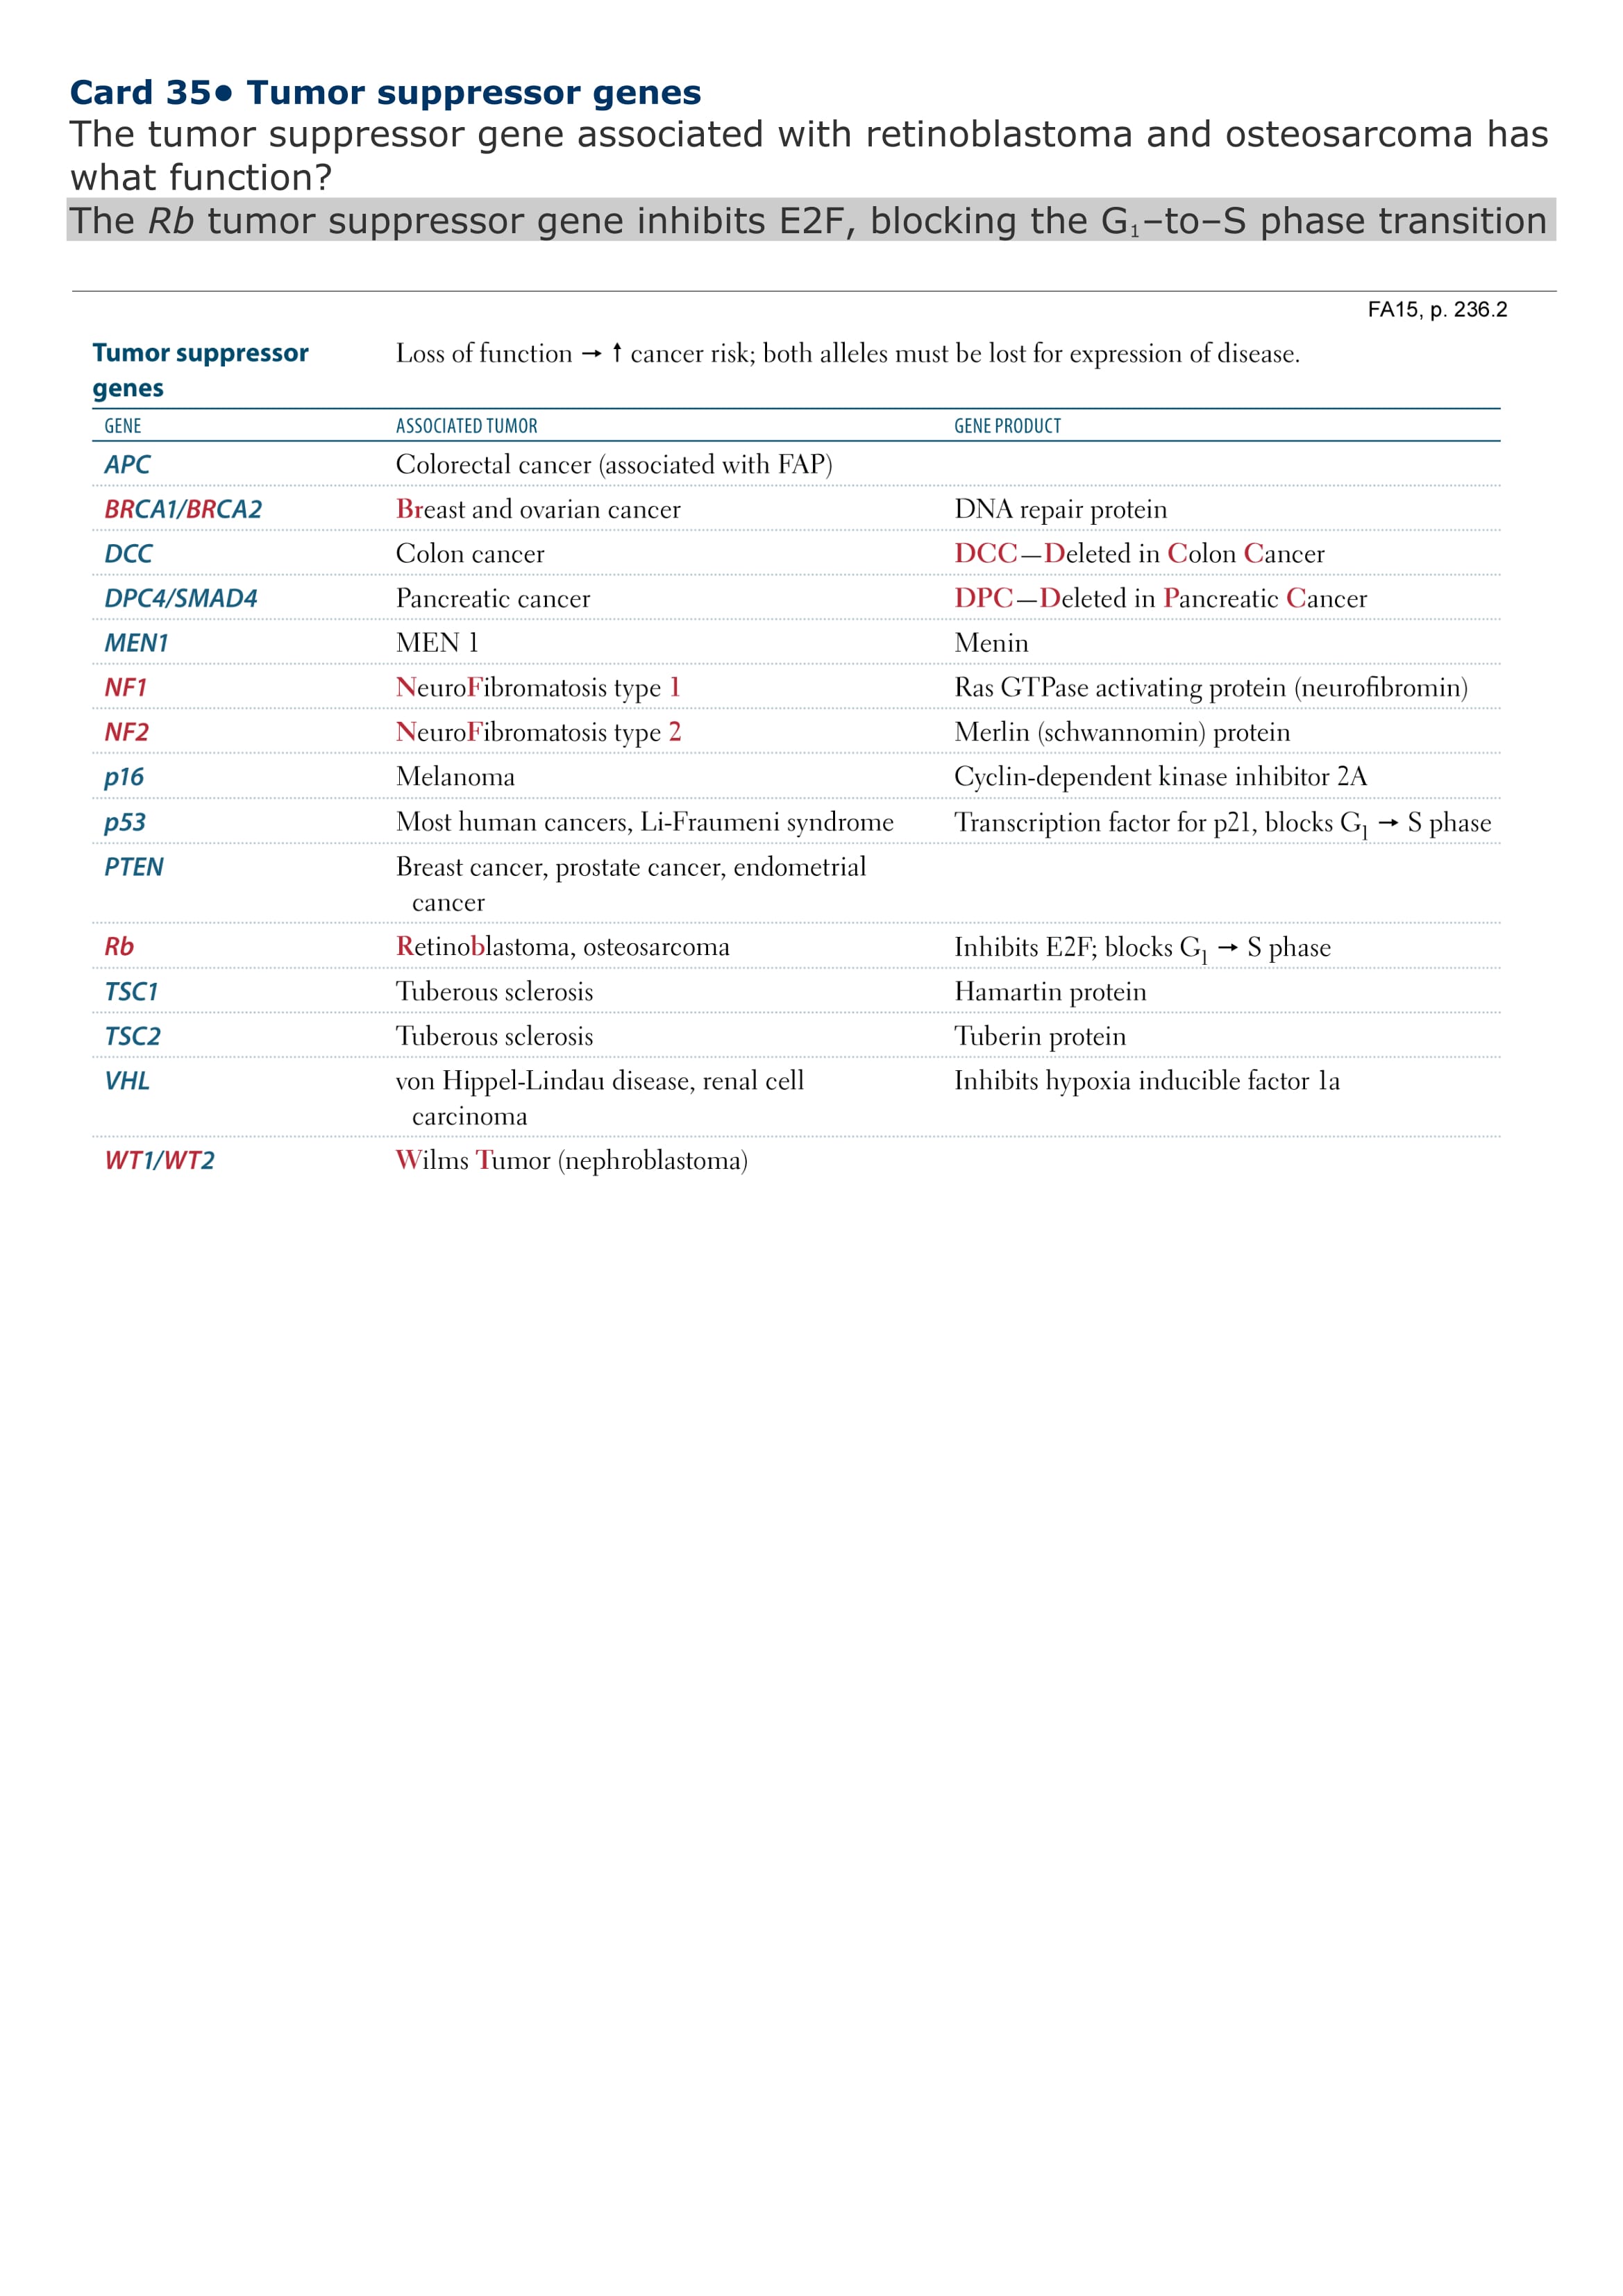 Card 35● Tumor suppressor genes
The tumor suppressor gene associated with retinoblastoma and osteosarcoma has
what function?
The Rb tumor suppressor gene inhibits E2F, blocking the G₁–to–S phase transition
FA15, p. 236.2
Tumor suppressor genes Loss of function → ↑ cancer risk; both alleles must be lost for expression of disease.
GENE ASSOCIATED TUMOR GENE PRODUCT
APC Colorectal cancer (associated with FAP)
BRCA1/BRCA2 Breast and ovarian cancer DNA repair protein
DCC Colon cancer DCC—Deleted in Colon Cancer
DPC4/SMAD4 Pancreatic cancer DPC—Deleted in Pancreatic Cancer
MEN1 MEN 1 Menin
NF1 NeuroFibromatosis type 1 Ras GTPase activating protein (neurofibromin)
NF2 NeuroFibromatosis type 2 Merlin (schwannomin) protein
p16 Melanoma Cyclin-dependent kinase inhibitor 2A
p53 Most human cancers, Li-Fraumeni syndrome Transcription factor for p21, blocks G₁ → S phase
PTEN Breast cancer, prostate cancer, endometrial
cancer
Rb Retinoblastoma, osteosarcoma Inhibits E2F; blocks G₁ → S phase
TSC1 Tuberous sclerosis Hamartin protein
TSC2 Tuberous sclerosis Tuberin protein
VHL von Hippel-Lindau disease, renal cell Inhibits hypoxia inducible factor 1a
carcinoma
WT1/WT2 Wilms Tumor (nephroblastoma)